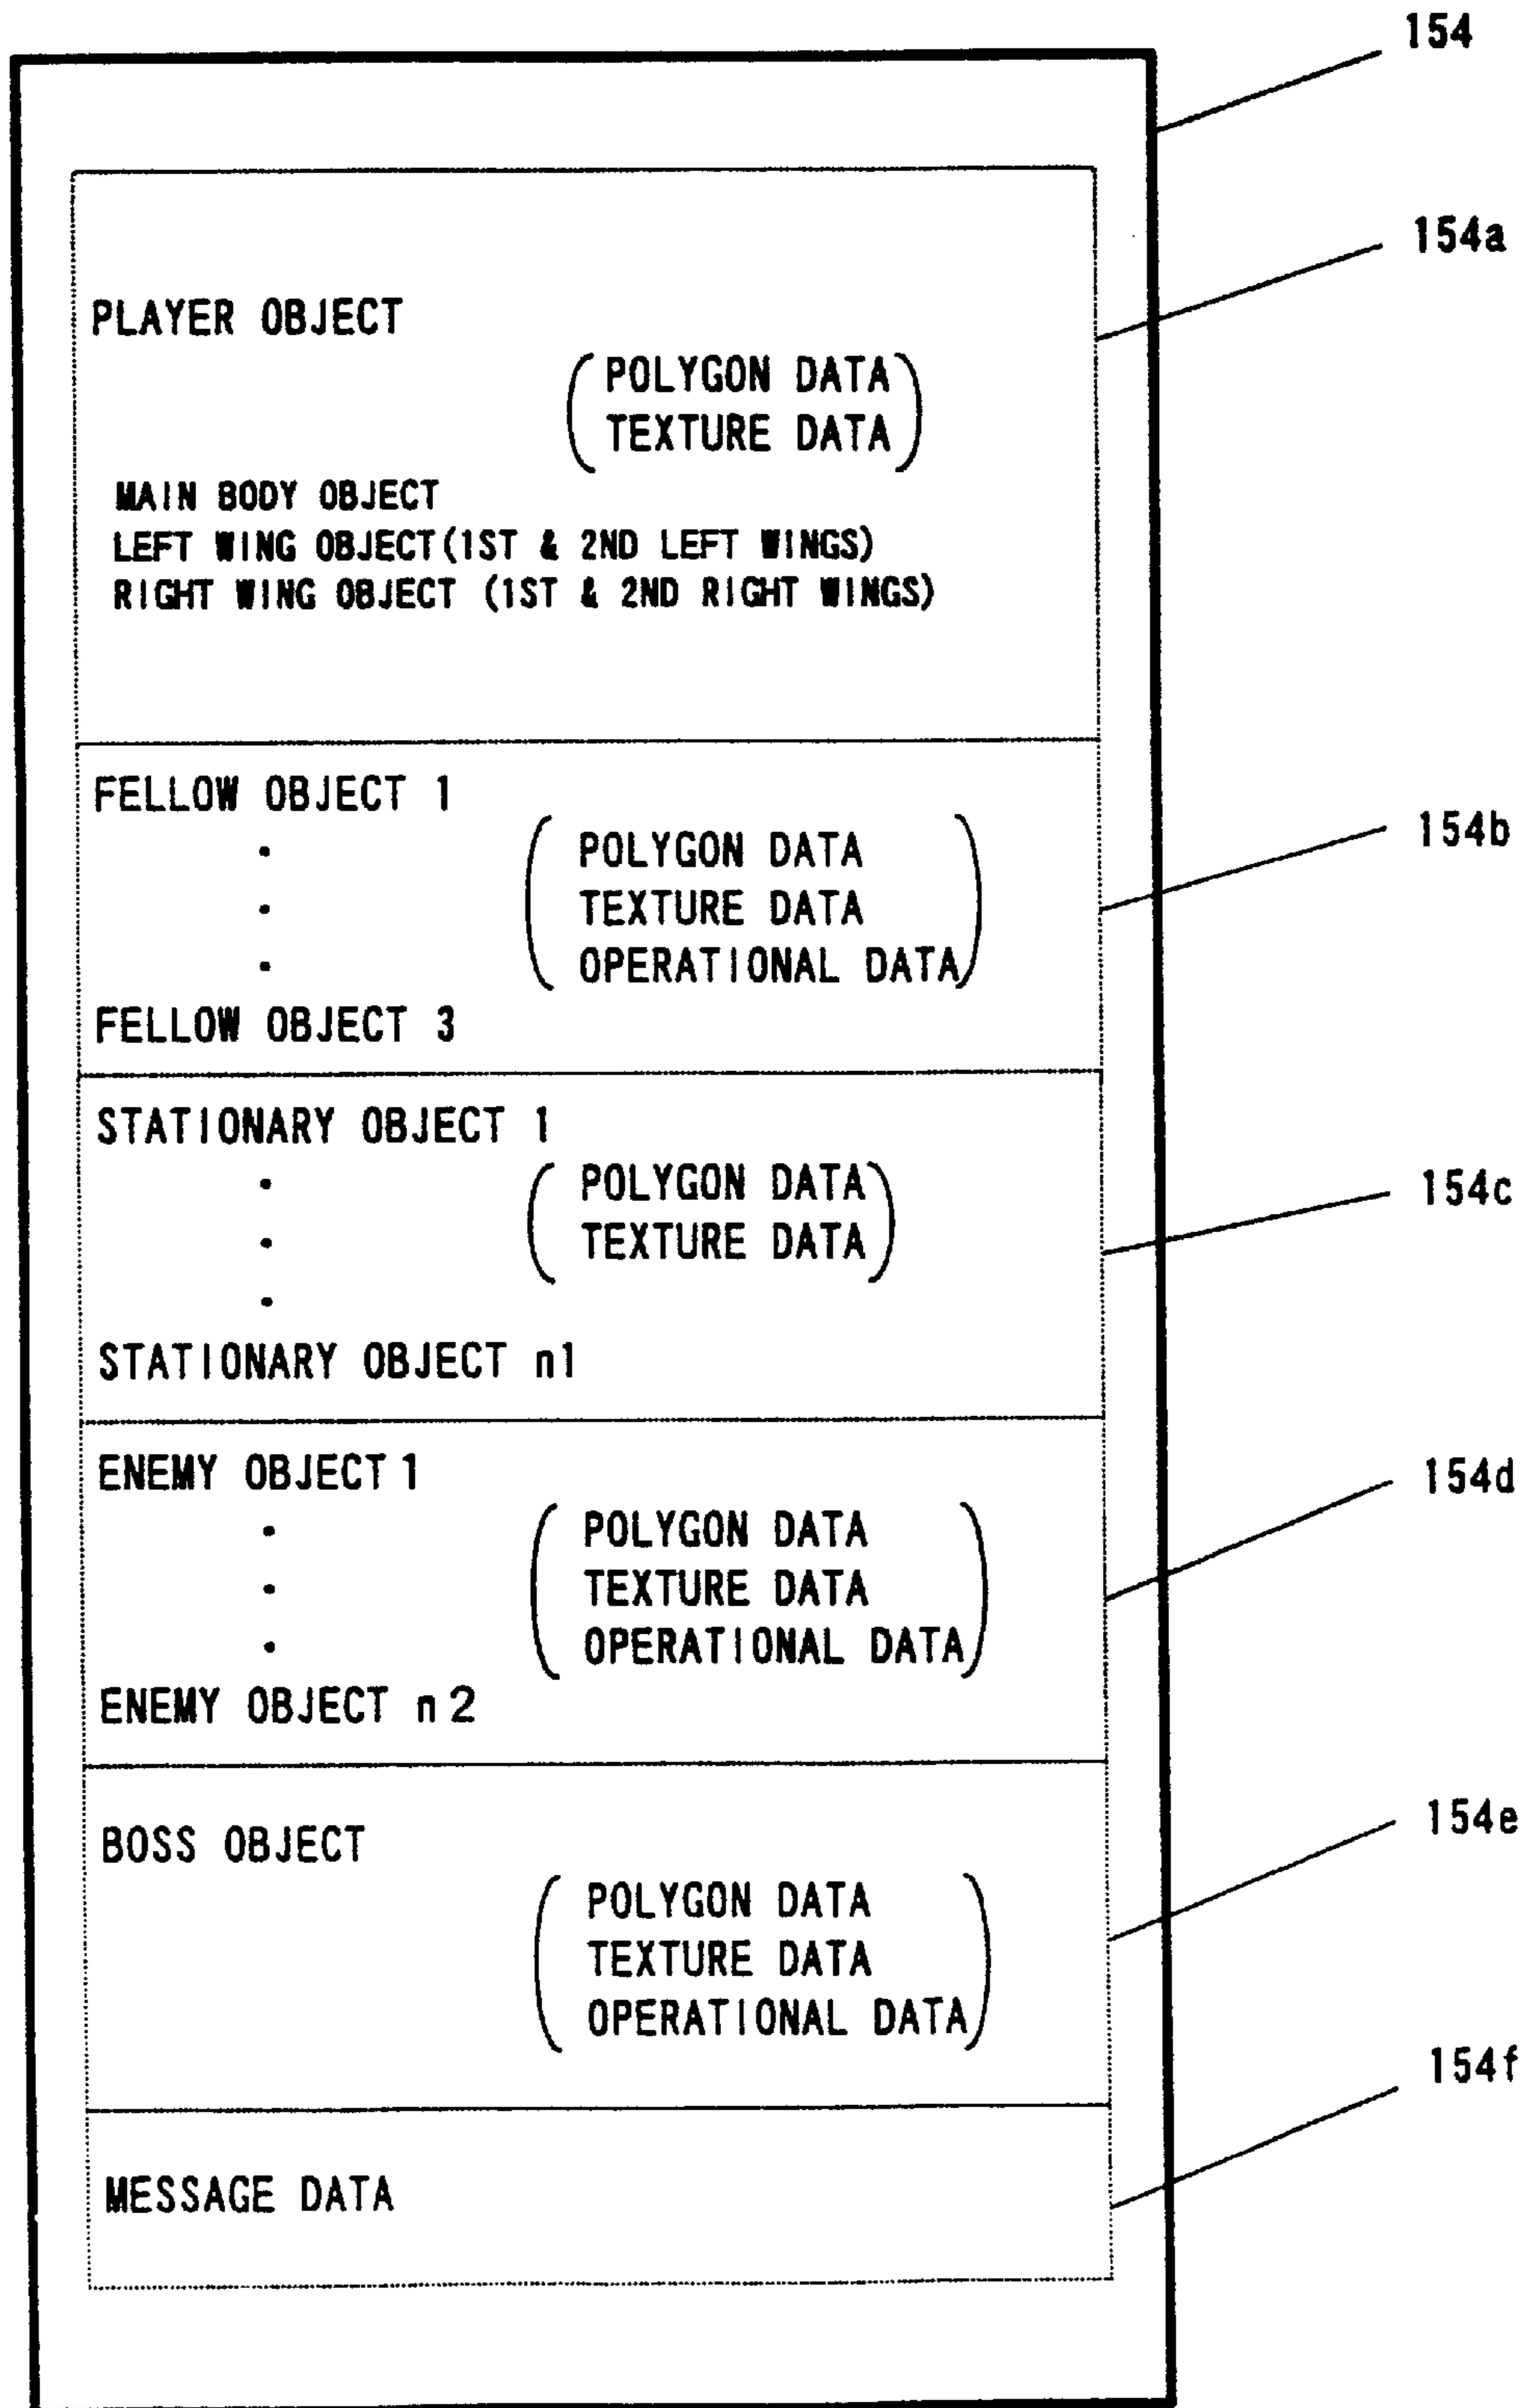 154
154a
PLAYER OBJECT
POLYGON DATA
TEXTURE DATA
MAIN BODY OBJECT
LEFT WING OBJECT(1ST & 2ND LEFT WINGS)
RIGHT WING OBJECT (1ST & 2ND RIGHT WINGS)
FELLOW OBJECT 1
154b
POLYGON DATA
TEXTURE DATA
OPERATIONAL DATA
FELLOW OBJECT 3
STATIONARY OBJECT 1
154c
POLYGON DATA
TEXTURE DATA
STATIONARY OBJECT n1
ENEMY OBJECT 1
154d
POLYGON DATA
TEXTURE DATA
OPERATIONAL DATA
ENEMY OBJECT n2
154e
BOSS OBJECT
POLYGON DATA
TEXTURE DATA
OPERATIONAL DATA
154f
MESSAGE DATA